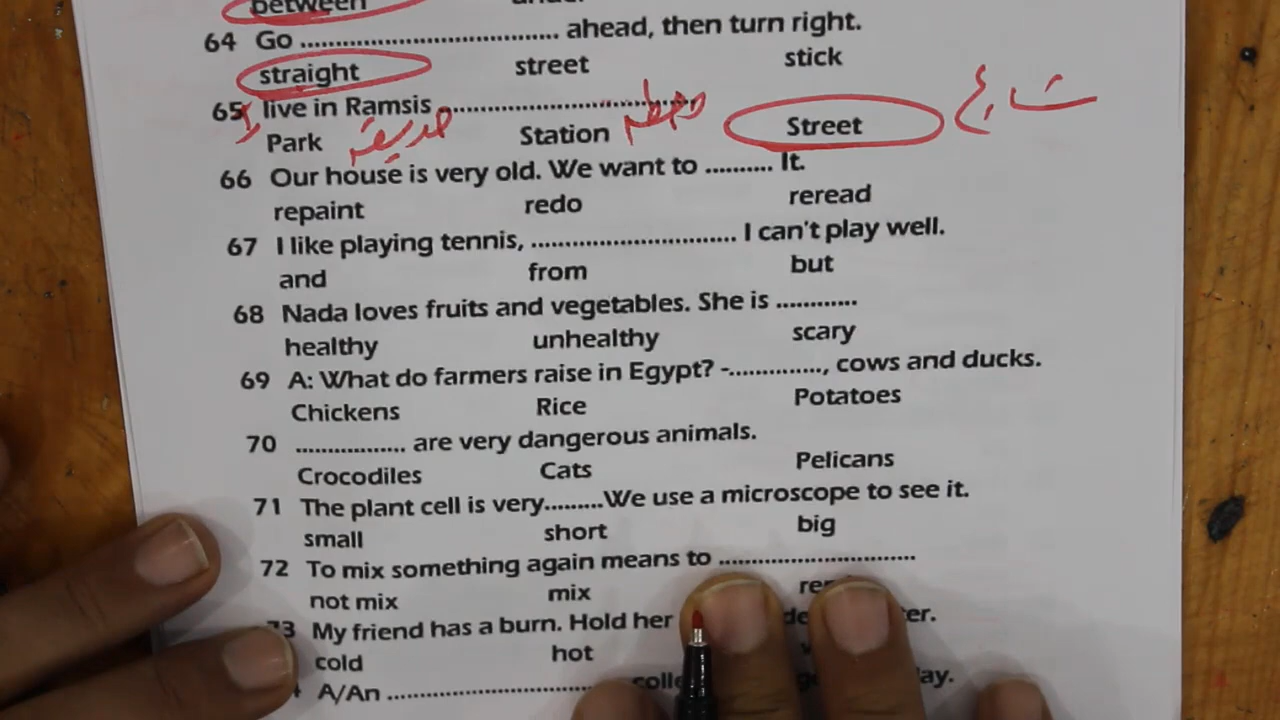 between
64 Go .................................... ahead, then turn right.
straight street stick
65 I live in Ramsis .................................... 
Park حديقة Station محطة Street شارع
66 Our house is very old. We want to .......... It.
repaint redo reread
67 I like playing tennis, ............................. I can't play well.
and from but
68 Nada loves fruits and vegetables. She is ............
healthy unhealthy scary
69 A: What do farmers raise in Egypt? -.............., cows and ducks.
Chickens Rice Potatoes
70 ................ are very dangerous animals.
Crocodiles Cats Pelicans
71 The plant cell is very.........We use a microscope to see it.
small short big
72 To mix something again means to ............................
not mix mix
My friend has a burn. Hold her
cold hot
A/An ..............................